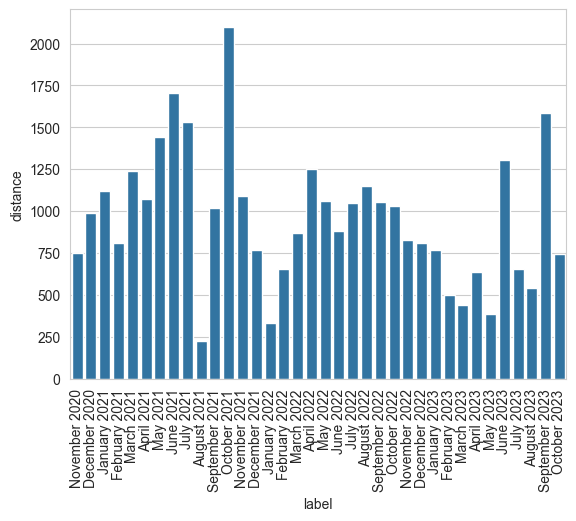 2000
1750
1500
1250
1000
750
500
250
0
distance
November 2020
December 2020
January 2021
February 2021
March 2021
April 2021
May 2021
June 2021
July 2021
August 2021
September 2021
October 2021
November 2021
December 2021
January 2022
February 2022
March 2022
April 2022
May 2022
June 2022
July 2022
August 2022
September 2022
October 2022
November 2022
December 2022
January 2023
February 2023
March 2023
April 2023
May 2023
June 2023
July 2023
August 2023
September 2023
October 2023
label